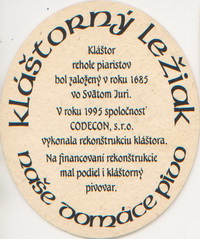 kláštorný ležiak
Kláštor
rehole piaristov
bol založený v roku 1685
vo Svätom Juri.
V roku 1995 spoločnosť
CODECON, s.r.o.
vykonala rekonštrukciu kláštora.
Na financovaní rekonštrukcie
mal podiel i kláštorný
pivovar.
naše domáce pivo